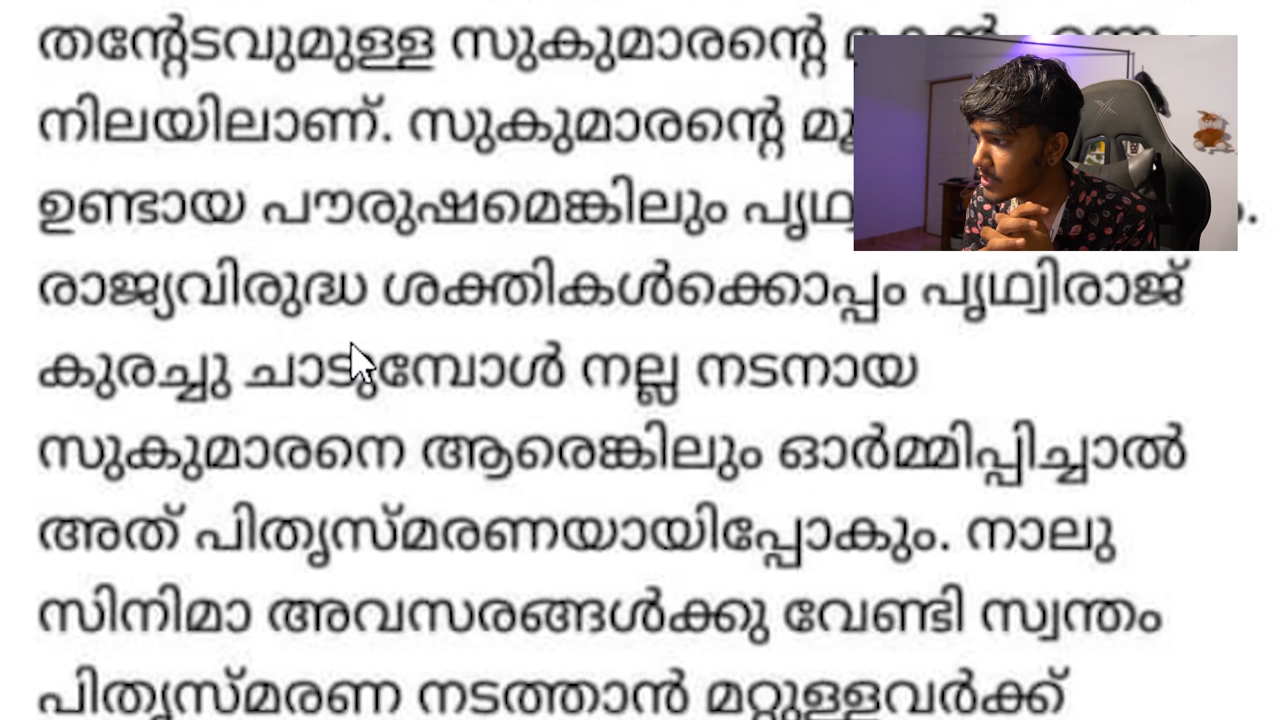 തന്റേടവുമുള്ള സുകുമാരന്റെ
നിലയിലാണ്. സുകുമാരന്റെ
ഉണ്ടായ പൗരുഷമെങ്കിലും
രാജ്യവിരുദ്ധ ശക്തികൾക്കൊപ്പം പൃഥ്വിരാജ്
കുരച്ചു ചാടുമ്പോൾ നല്ല നടനായ
സുകുമാരനെ ആരെങ്കിലും ഓർമ്മിപ്പിച്ചാൽ
അത് പിതൃസ്മരണയായിപ്പോകും. നാലു
സിനിമാ അവസരങ്ങൾക്കു വേണ്ടി സ്വന്തം
പിതൃസ്മരണ നടത്താൻ മറ്റുള്ളവർക്ക്